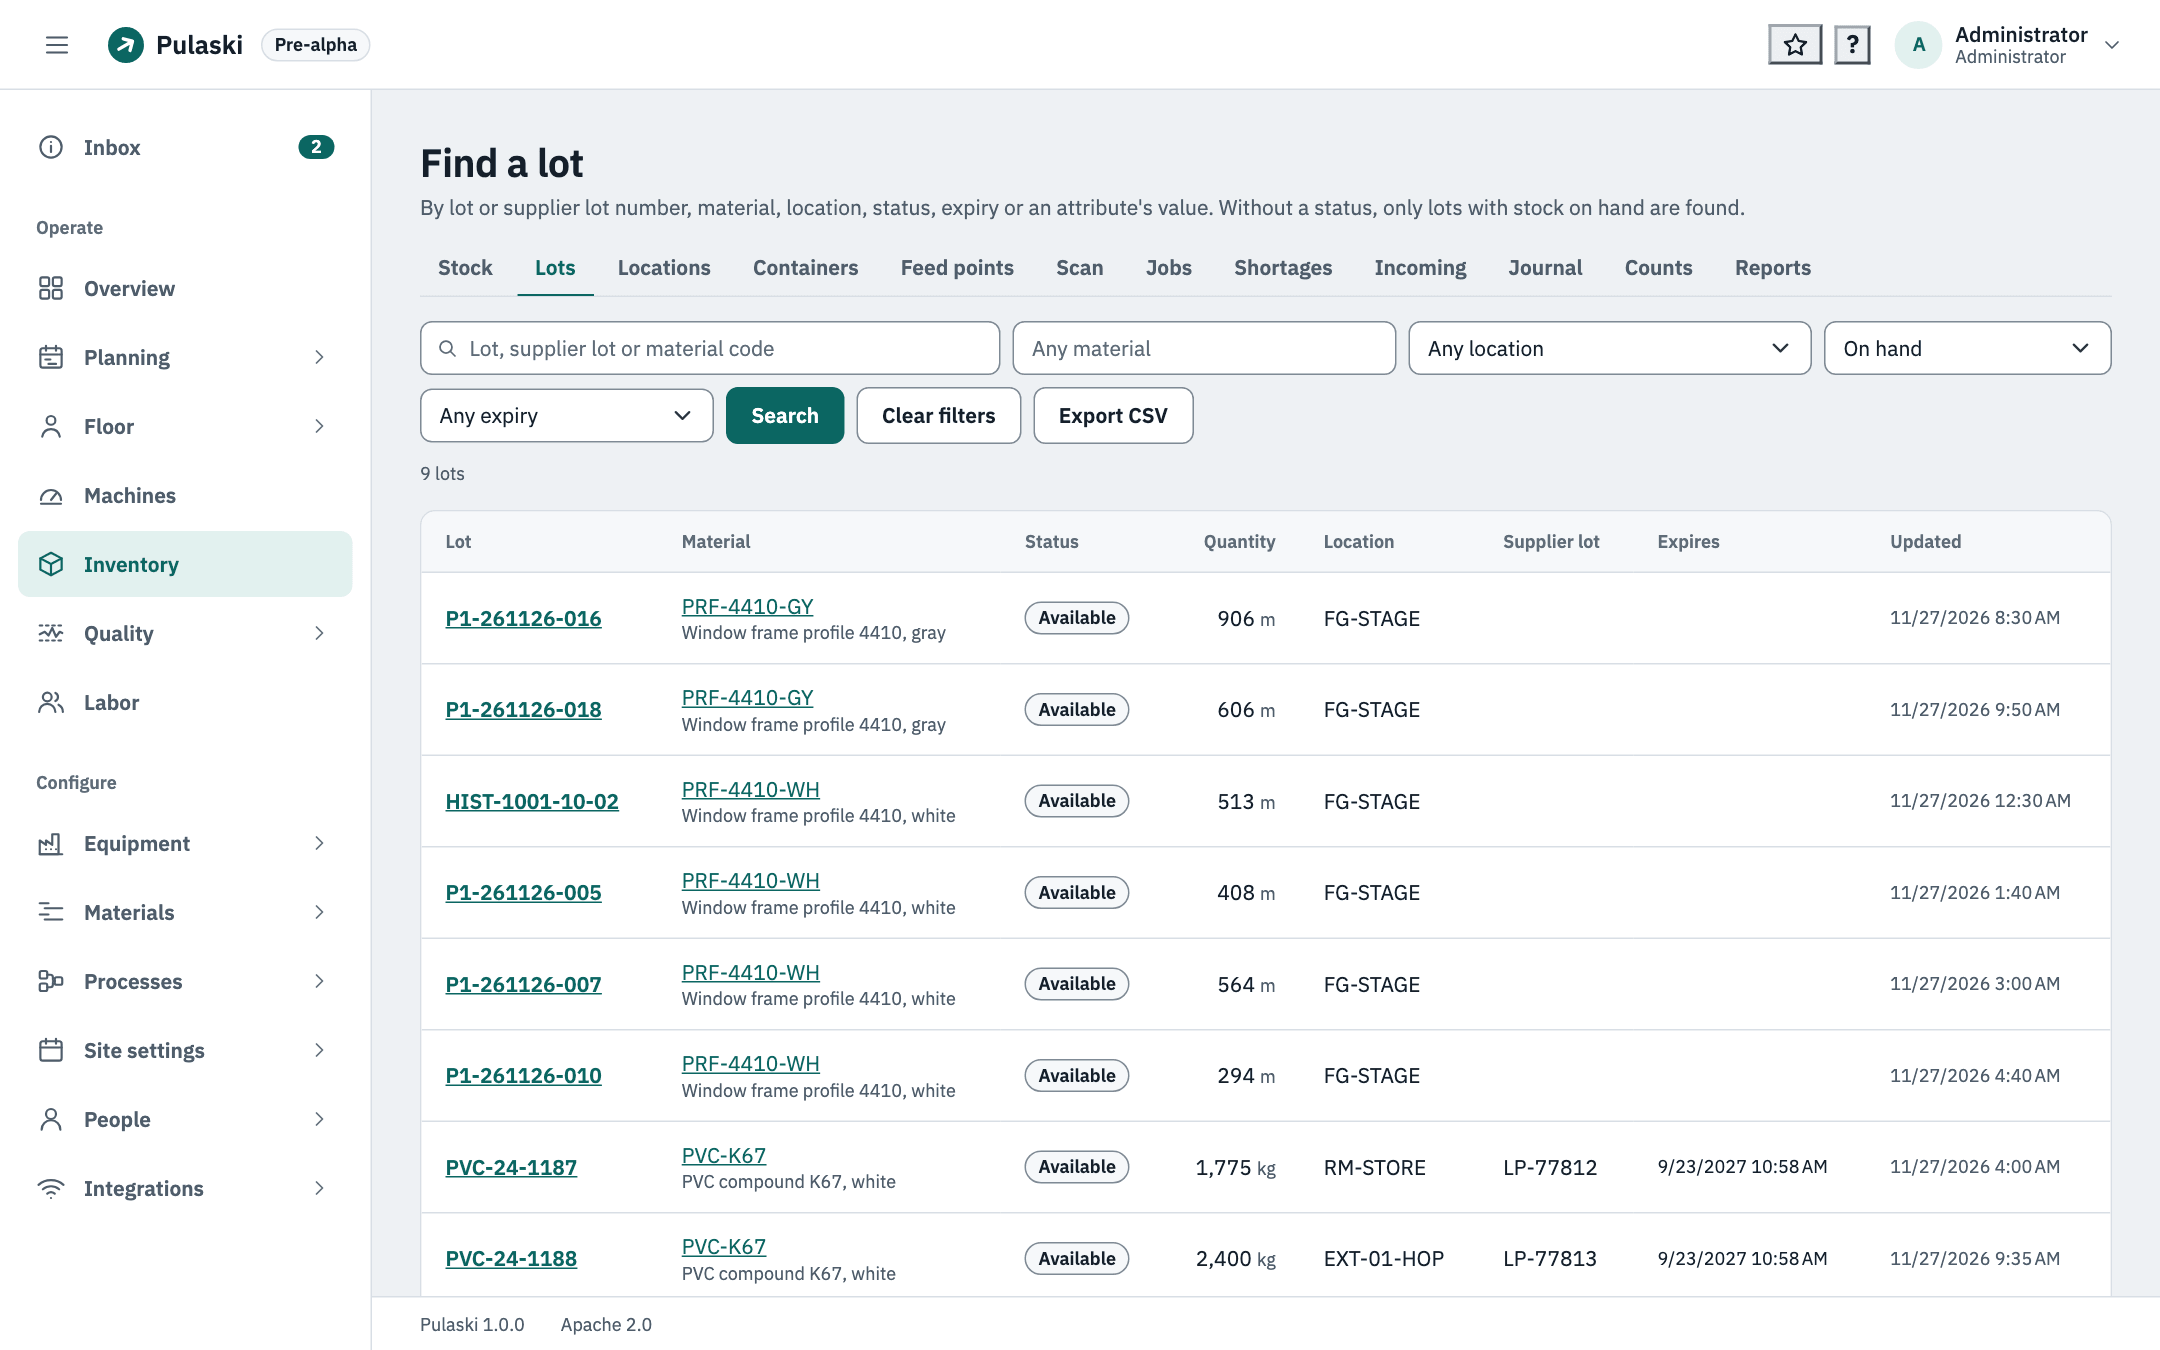 Pulaski Pre-alpha
?
A
Administrator
Administrator
Inbox 2
Operate
Overview
Planning
Floor
Machines
Inventory
Quality
Labor
Configure
Equipment
Materials
Processes
Site settings
People
Integrations
Find a lot
By lot or supplier lot number, material, location, status, expiry or an attribute's value. Without a status, only lots with stock on hand are found.
Stock Lots Locations Containers Feed points Scan Jobs Shortages Incoming Journal Counts Reports
Lot, supplier lot or material code Any material Any location On hand
Any expiry Search Clear filters Export CSV
9 lots
Lot Material Status Quantity Location Supplier lot Expires Updated
P1-261126-016 PRF-4410-GY Available 906 m FG-STAGE 11/27/2026 8:30 AM
Window frame profile 4410, gray
P1-261126-018 PRF-4410-GY Available 606 m FG-STAGE 11/27/2026 9:50 AM
Window frame profile 4410, gray
HIST-1001-10-02 PRF-4410-WH Available 513 m FG-STAGE 11/27/2026 12:30 AM
Window frame profile 4410, white
P1-261126-005 PRF-4410-WH Available 408 m FG-STAGE 11/27/2026 1:40 AM
Window frame profile 4410, white
P1-261126-007 PRF-4410-WH Available 564 m FG-STAGE 11/27/2026 3:00 AM
Window frame profile 4410, white
P1-261126-010 PRF-4410-WH Available 294 m FG-STAGE 11/27/2026 4:40 AM
Window frame profile 4410, white
PVC-24-1187 PVC-K67 Available 1,775 kg RM-STORE LP-77812 9/23/2027 10:58 AM 11/27/2026 4:00 AM
PVC compound K67, white
PVC-24-1188 PVC-K67 Available 2,400 kg EXT-01-HOP LP-77813 9/23/2027 10:58 AM 11/27/2026 9:35 AM
PVC compound K67, white
Pulaski 1.0.0 Apache 2.0